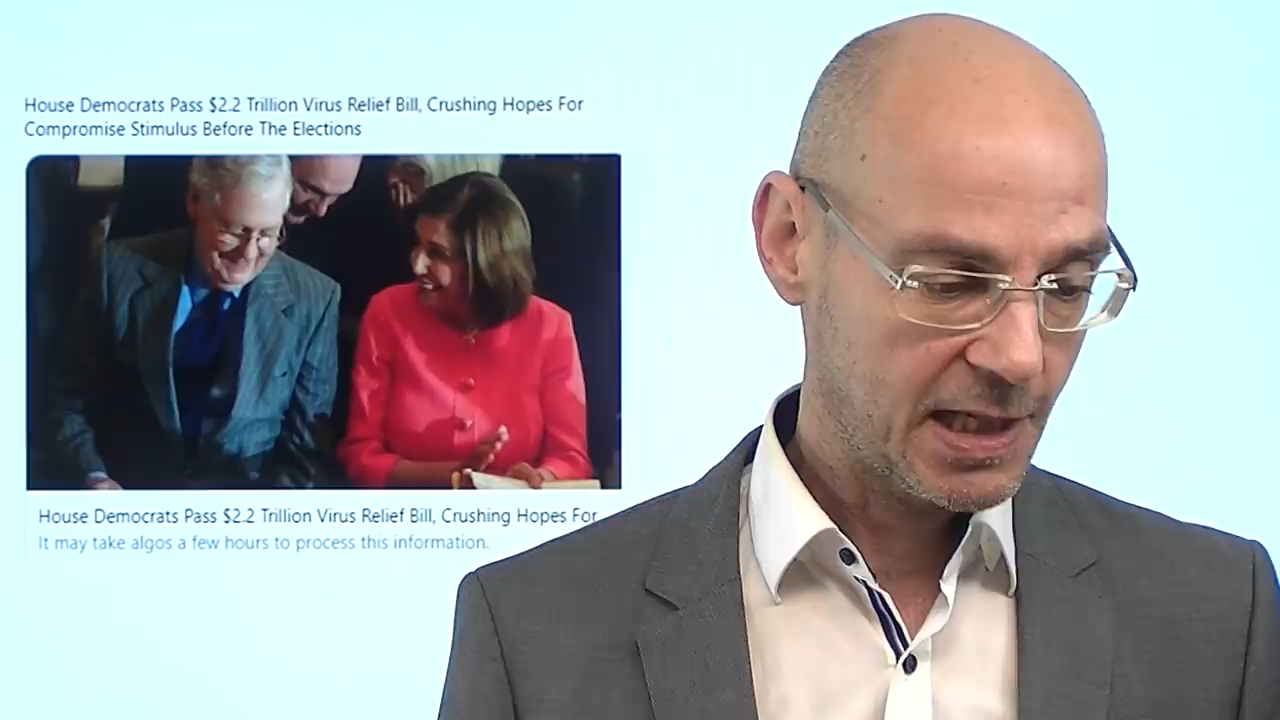 House Democrats Pass $2.2 Trillion Virus Relief Bill, Crushing Hopes For
Compromise Stimulus Before The Elections
House Democrats Pass $2.2 Trillion Virus Relief Bill, Crushing Hopes For
It may take algos a few hours to process this information.